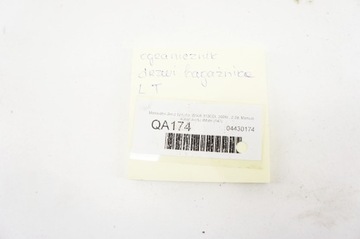 ogranicznik
drzwi bagażnika
L T
QA174
04430174